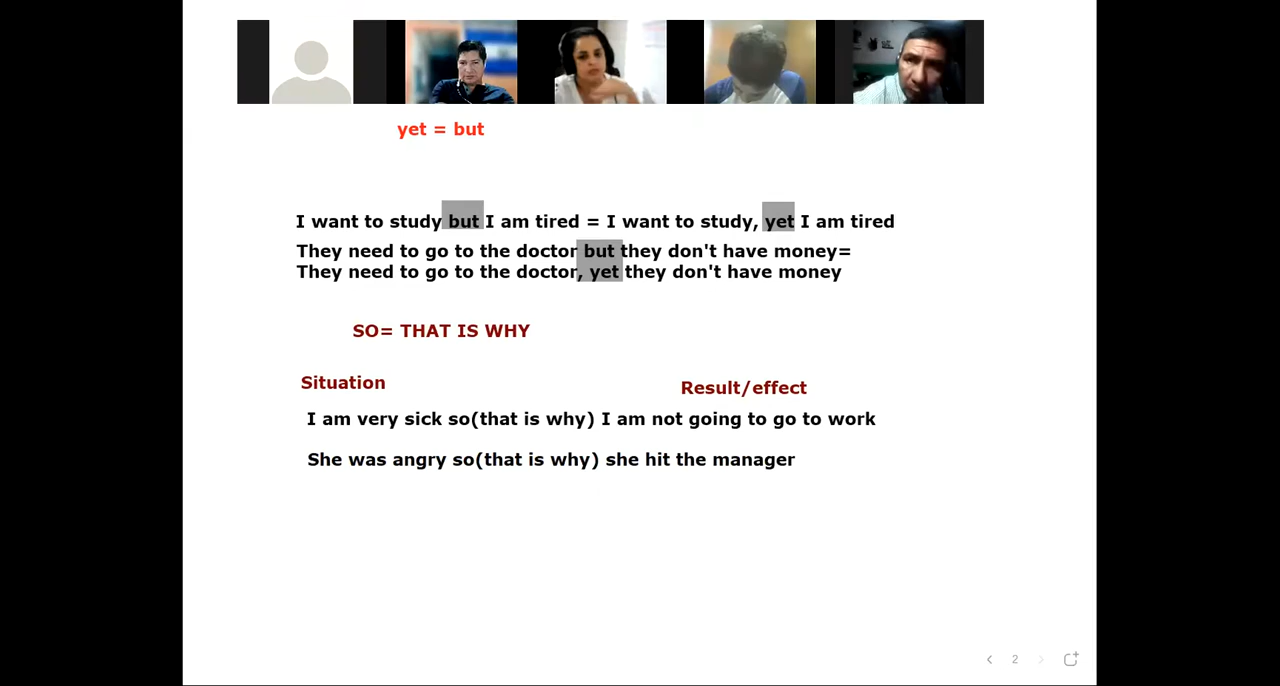 yet = but
I want to study but I am tired = I want to study, yet I am tired
They need to go to the doctor but they don't have money=
They need to go to the doctor, yet they don't have money
SO= THAT IS WHY
Situation
Result/effect
I am very sick so(that is why) I am not going to go to work
She was angry so(that is why) she hit the manager
2